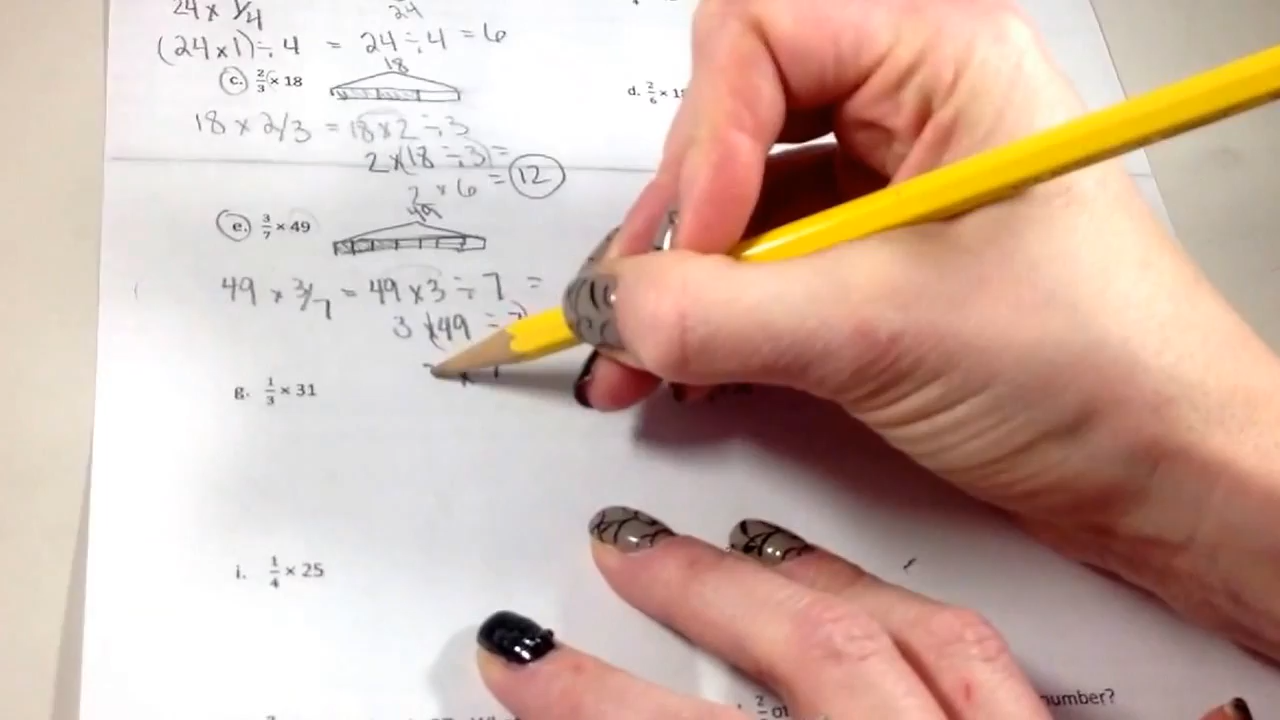 24 × 1/4
24
(24 × 1) ÷ 4 = 24 ÷ 4 = 6
18
c. 2/3 × 18
d. 2/6 ×
18 × 2/3 = 18 × 2 ÷ 3
2 × (18 ÷ 3) =
2 × 6 = 12
49
e. 3/7 × 49
49 × 3/7 = 49 × 3 ÷ 7 =
3 × (49 ÷ 7)
× 7
g. 1/3 × 31
i. 1/4 × 25
number?